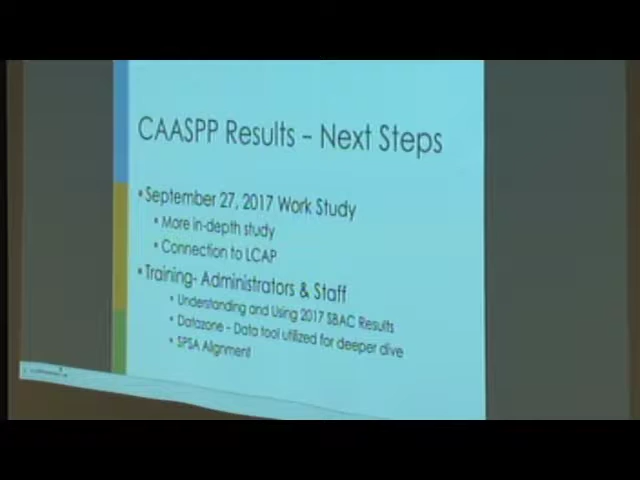 CAASPP Results – Next Steps
•September 27, 2017 Work Study
•More in-depth study
•Connection to LCAP
•Training- Administrators & Staff
•Understanding and Using 2017 SBAC Results
•Datazone – Data tool utilized for deeper dive
•SPSA Alignment